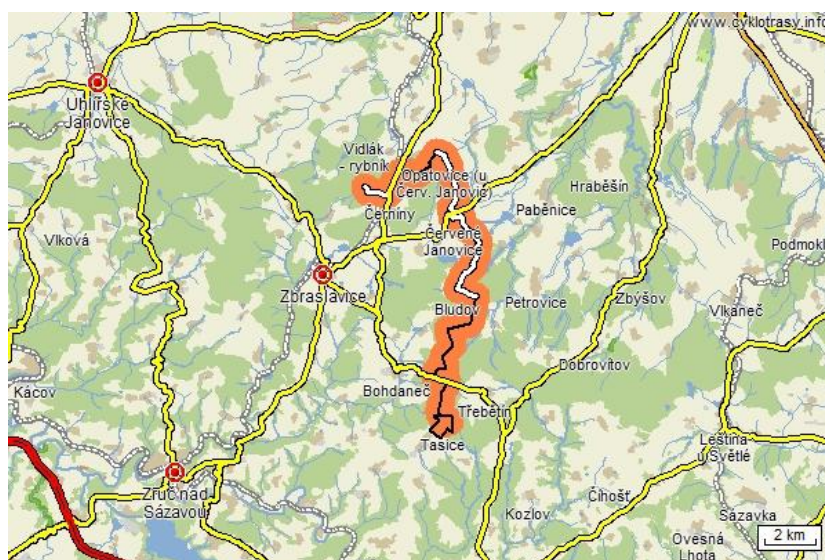 www.cyklotrasy.info
Uhlířské
Janovice
Vidlák
- rybník
Opatovice (u
Červ. Janovic)
Hraběšín
Černíny
Paběnice
Vlková
Červené
Janovice
Podmokl
Zbraslavice
Bludov
Petrovice
Zbýšov
Vlkaneč
Dobrovítov
Kácov
Bohdaneč
Třebětín
Tasice
Leština
u Světlé
Zruč nad
Sázavou
Číhošť
Kozlov
Sázavka
Ovesná
Lhota
2 km